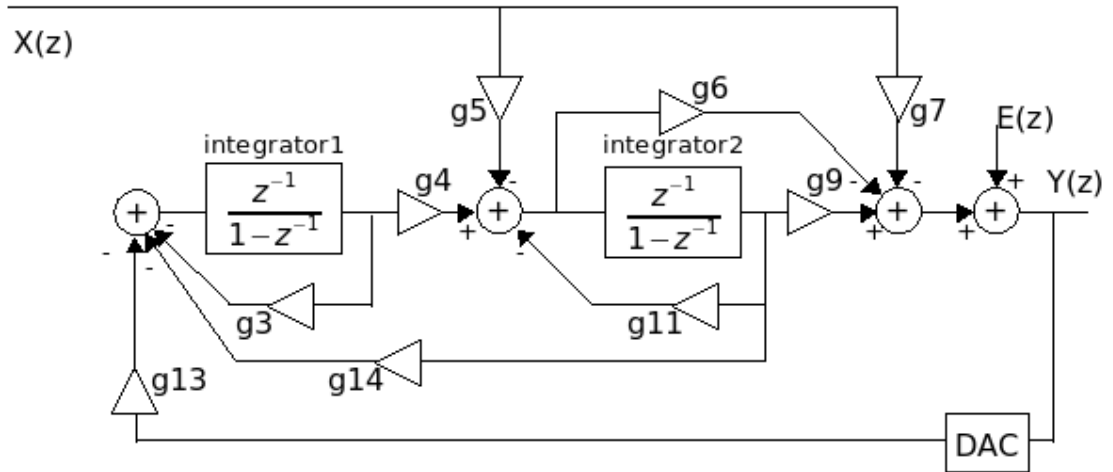 X(z)
g5
g6
g7
E(z)
integrator1
integrator2
g4
g9
Y(z)
z⁻¹
1−z⁻¹
z⁻¹
1−z⁻¹
+
+
+
+
-
-
-
+
+
+
+
-
-
-
-
g3
g11
g14
g13
DAC